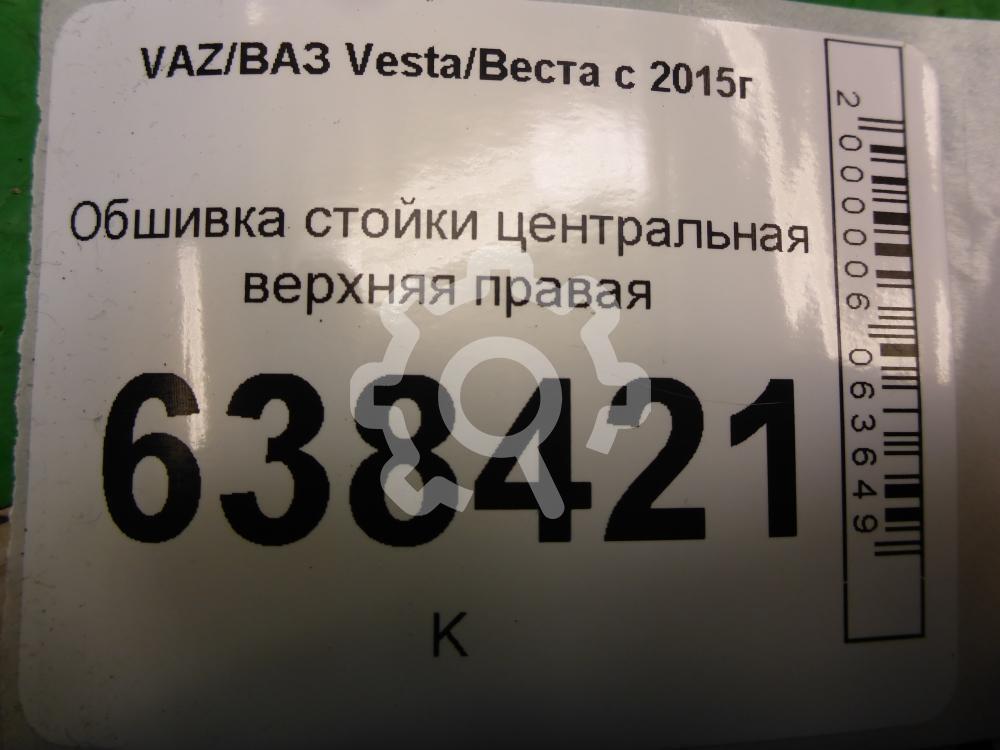 VAZ/ВАЗ Vesta/Веста с 2015г
Обшивка стойки центральная
верхняя правая
638421
К
2000006063649